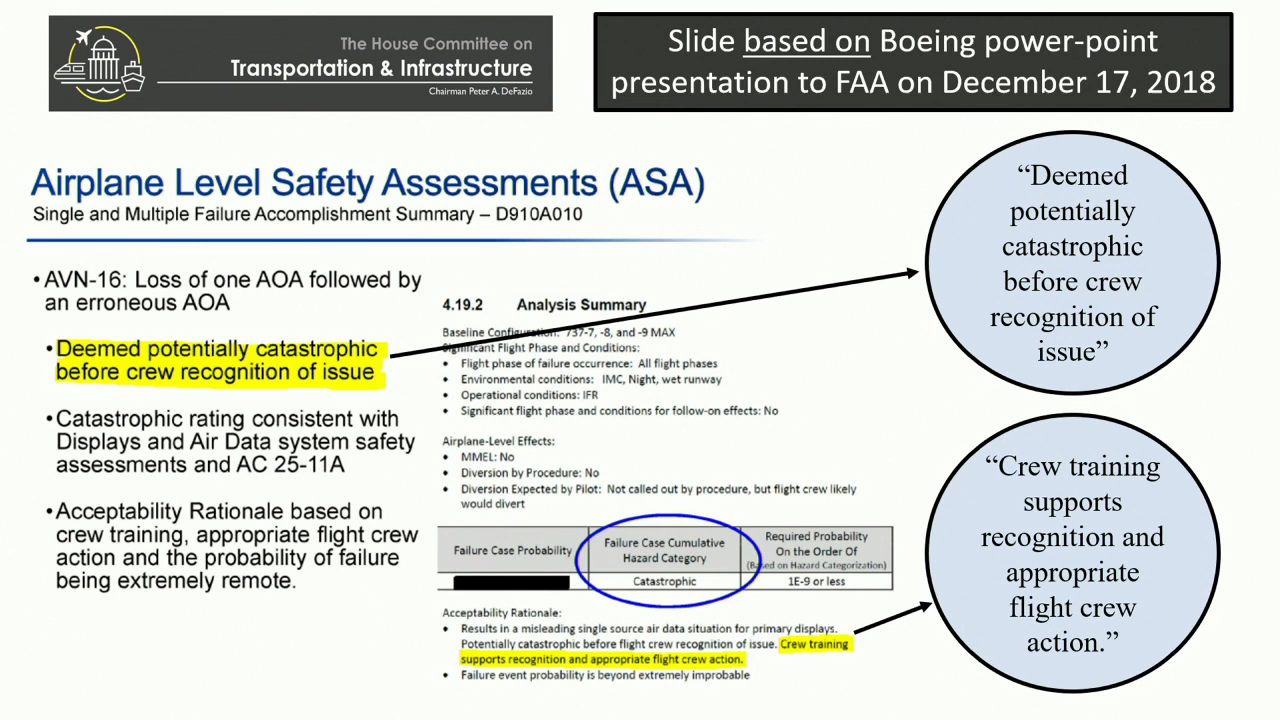 The House Committee on
Transportation & Infrastructure
Chairman Peter A. DeFazio
Slide based on Boeing power-point
presentation to FAA on December 17, 2018
Airplane Level Safety Assessments (ASA)
Single and Multiple Failure Accomplishment Summary – D910A010
•AVN-16: Loss of one AOA followed by
an erroneous AOA
•Deemed potentially catastrophic
before crew recognition of issue
•Catastrophic rating consistent with
Displays and Air Data system safety
assessments and AC 25-11A
•Acceptability Rationale based on
crew training, appropriate flight crew
action and the probability of failure
being extremely remote.
4.19.2 Analysis Summary
Baseline Configuration: 737-7, -8, and -9 MAX
Significant Flight Phase and Conditions:
• Flight phase of failure occurrence: All flight phases
• Environmental conditions: IMC, Night, wet runway
• Operational conditions: IFR
• Significant flight phase and conditions for follow-on effects: No
Airplane-Level Effects:
• MMEL: No
• Diversion by Procedure: No
• Diversion Expected by Pilot: Not called out by procedure, but flight crew likely
would divert
Failure Case Probability
Failure Case Cumulative
Hazard Category
Required Probability
On the Order Of
(Based on Hazard Categorization)
Catastrophic
1E-9 or less
Acceptability Rationale:
• Results in a misleading single source air data situation for primary displays.
Potentially catastrophic before flight crew recognition of issue. Crew training
supports recognition and appropriate flight crew action.
• Failure event probability is beyond extremely improbable
“Deemed
potentially
catastrophic
before crew
recognition of
issue”
“Crew training
supports
recognition and
appropriate
flight crew
action.”